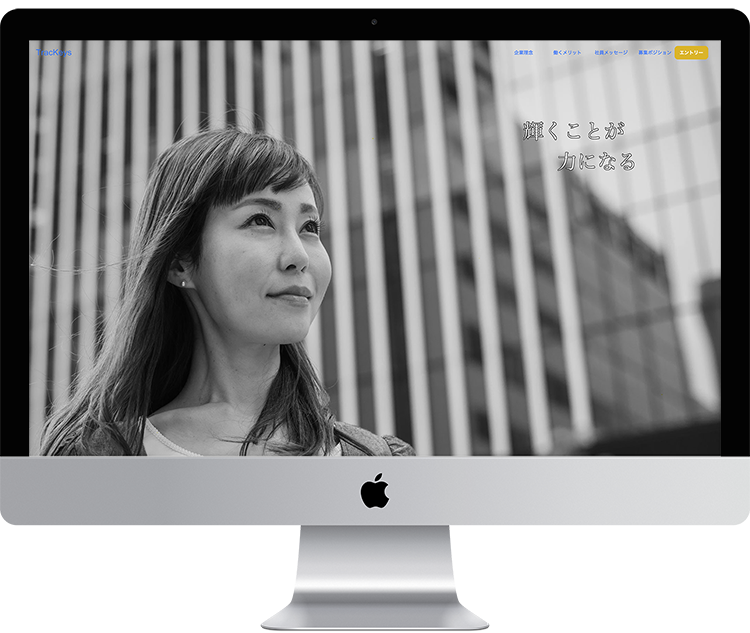 TracKeys
企業理念
働くメリット
社員メッセージ
募集ポジション
エントリー
輝くことが
力になる